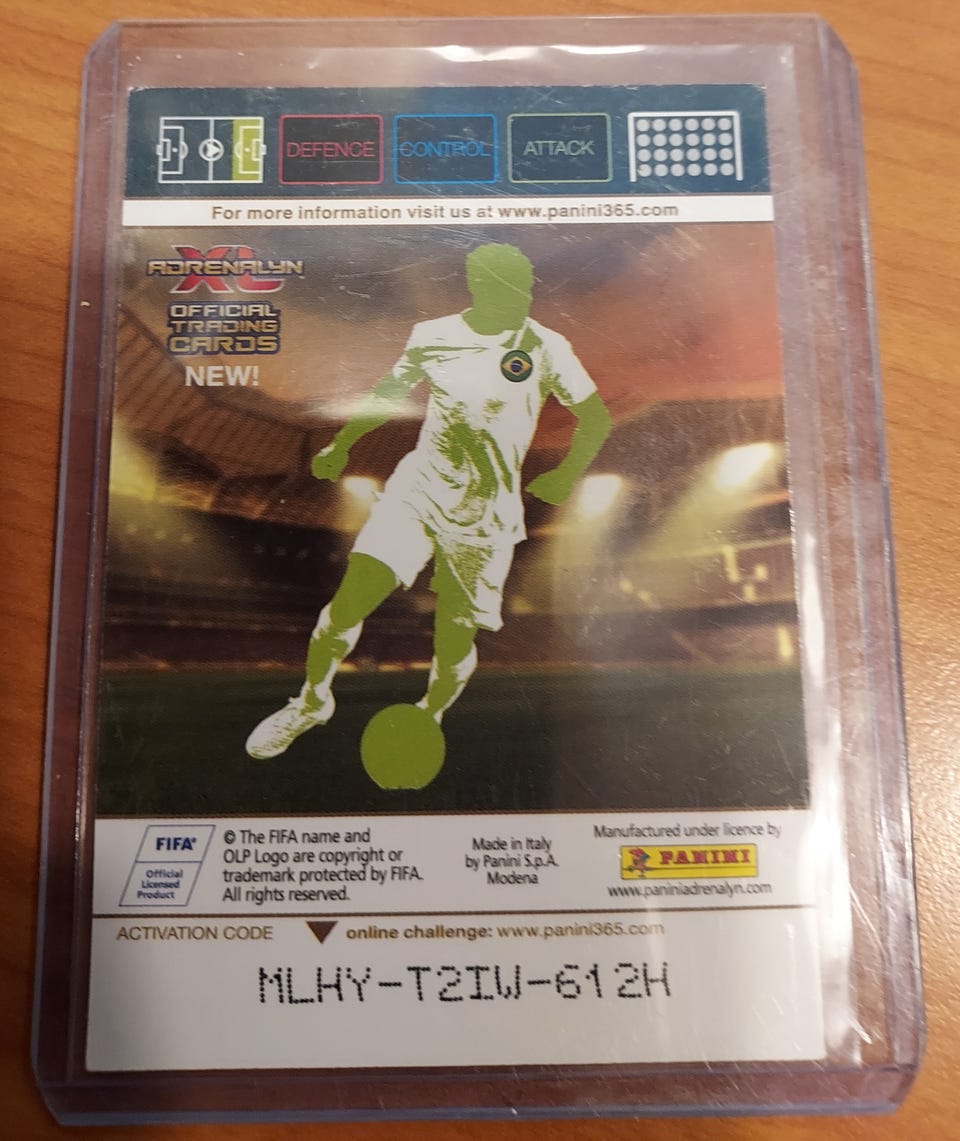 DEFENCE CONTROL ATTACK
For more information visit us at www.panini365.com
ADRENALYN XL
OFFICIAL
TRADING
CARDS
NEW!
FIFA®
Official
Licensed
Product
© The FIFA name and
OLP Logo are copyright or
trademark protected by FIFA.
All rights reserved.
Made in Italy
by Panini S.p.A.
Modena
Manufactured under licence by
PANINI
www.paniniadrenalyn.com
ACTIVATION CODE online challenge: www.panini365.com
MLHY-T2IW-612H